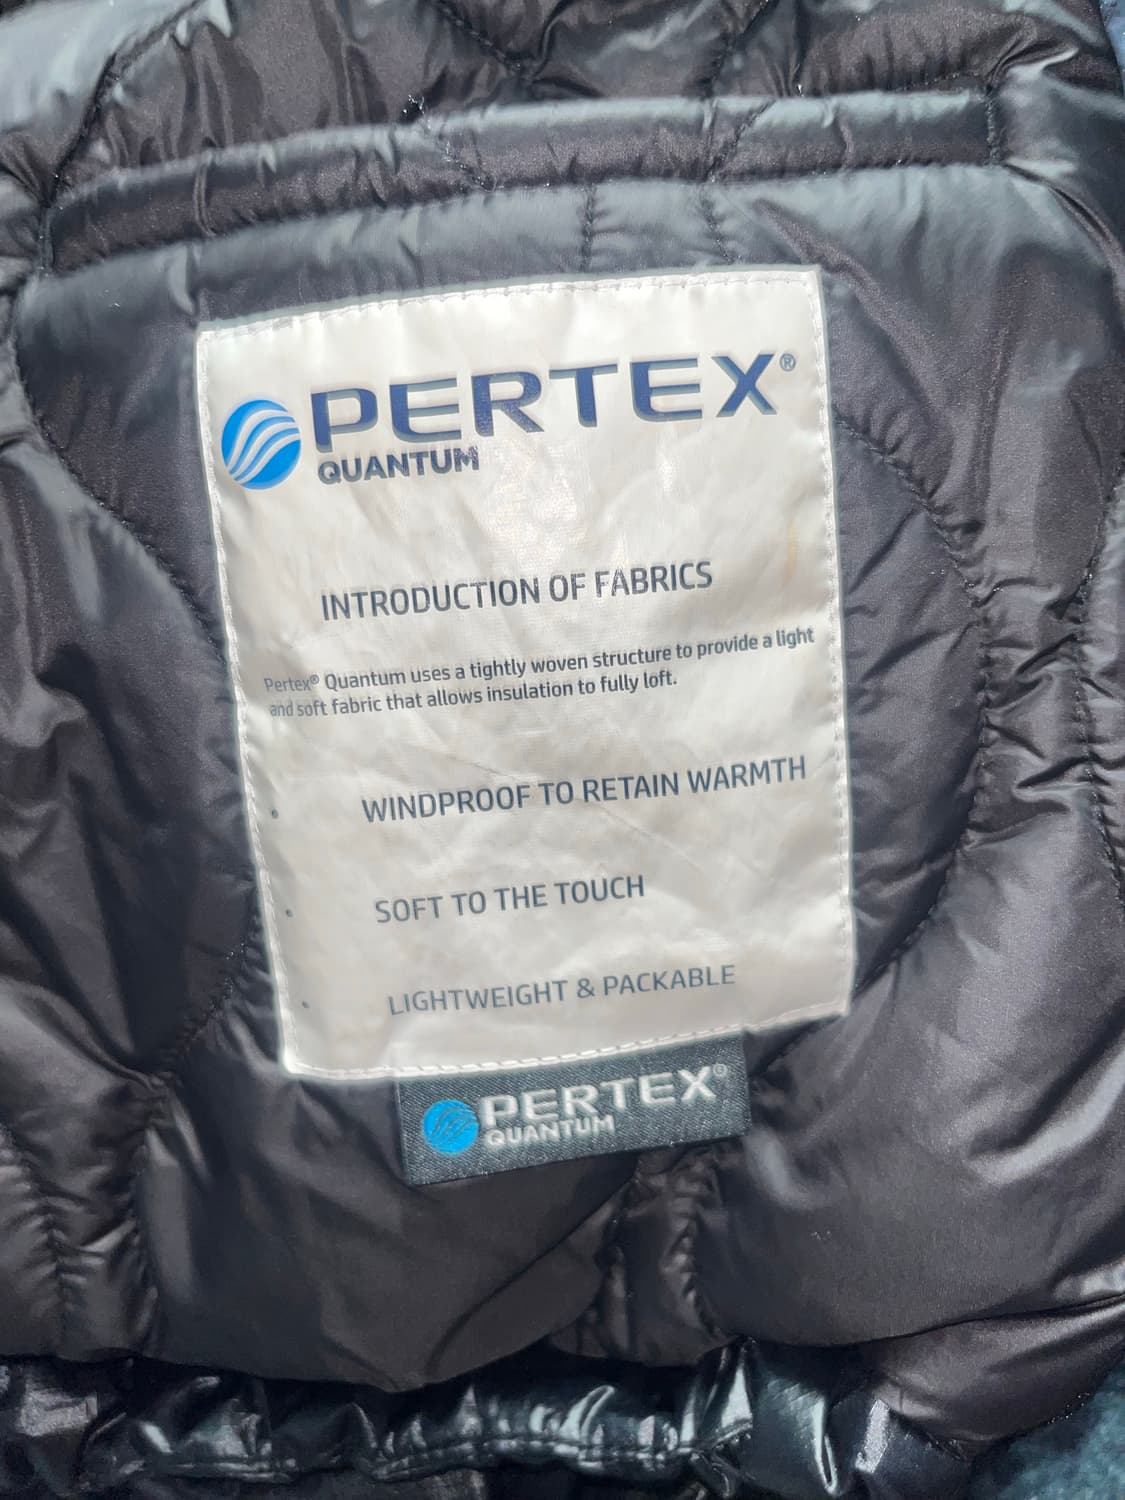 PERTEX®
QUANTUM
INTRODUCTION OF FABRICS
Pertex® Quantum uses a tightly woven structure to provide a light
and soft fabric that allows insulation to fully loft.
• WINDPROOF TO RETAIN WARMTH
• SOFT TO THE TOUCH
• LIGHTWEIGHT & PACKABLE
PERTEX®
QUANTUM